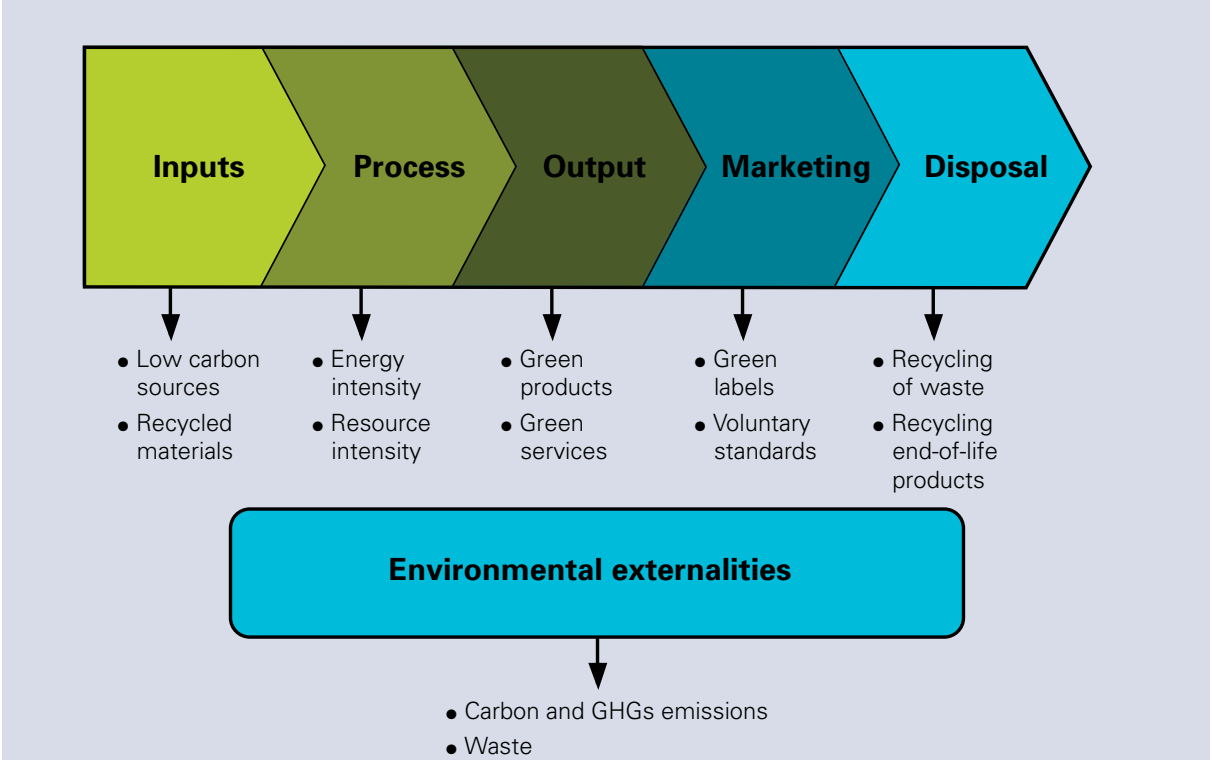 Inputs
Process
Output
Marketing
Disposal
● Low carbon
sources
● Recycled
materials
● Energy
intensity
● Resource
intensity
● Green
products
● Green
services
● Green
labels
● Voluntary
standards
● Recycling
of waste
● Recycling
end-of-life
products
Environmental externalities
● Carbon and GHGs emissions
● Waste